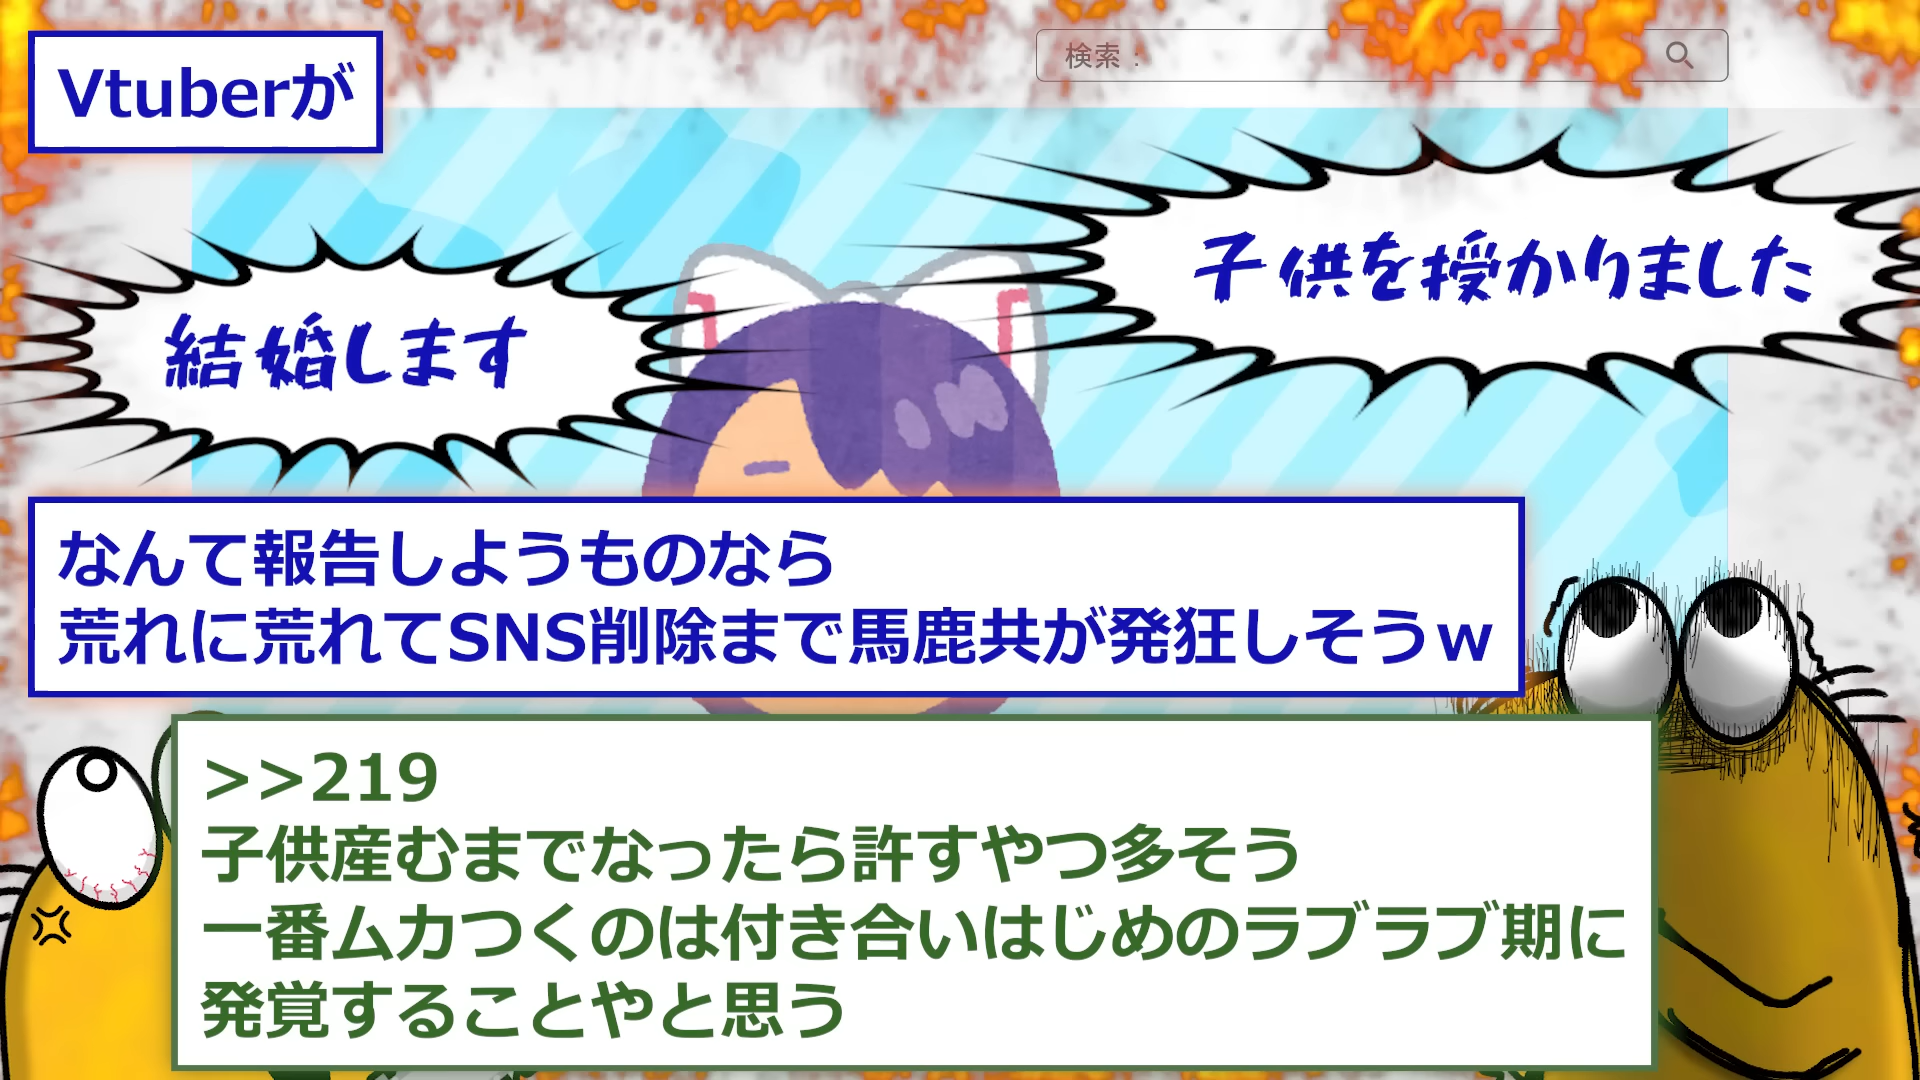 Vtuberが
検索：
結婚します
子供を授かりました
なんて報告しようものなら
荒れに荒れてSNS削除まで馬鹿共が発狂しそうｗ
>>219
子供産むまでなったら許すやつ多そう
一番ムカつくのは付き合いはじめのラブラブ期に
発覚することやと思う